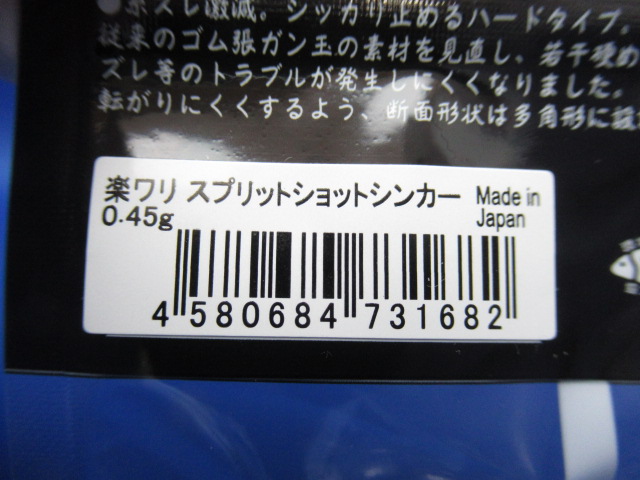 ●糸ズレ激減。シッカリ止めるハードタイプ。
従来のゴム張ガン玉の素材を見直し、若干硬め
ズレ等のトラブルが発生しにくくなりました。
転がりにくくするよう、断面形状は多角形に設
楽ワリ スプリットショットシンカー Made in
0.45g Japan
4 580684 731682